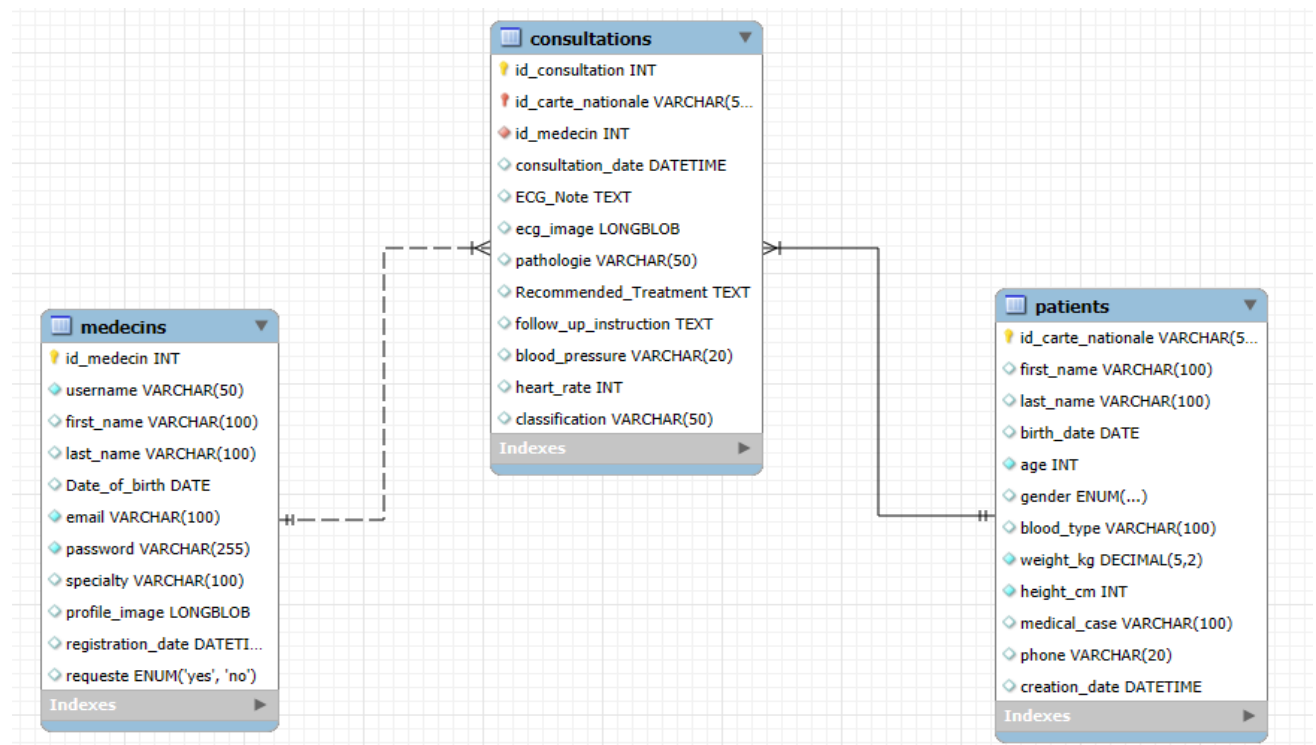 consultations
id_consultation INT
id_carte_nationale VARCHAR(5...
id_medecin INT
consultation_date DATETIME
ECG_Note TEXT
ecg_image LONGBLOB
pathologie VARCHAR(50)
Recommended_Treatment TEXT
follow_up_instruction TEXT
blood_pressure VARCHAR(20)
heart_rate INT
classification VARCHAR(50)
Indexes
medecins
id_medecin INT
username VARCHAR(50)
first_name VARCHAR(100)
last_name VARCHAR(100)
Date_of_birth DATE
email VARCHAR(100)
password VARCHAR(255)
specialty VARCHAR(100)
profile_image LONGBLOB
registration_date DATETI...
requeste ENUM('yes', 'no')
Indexes
patients
id_carte_nationale VARCHAR(5...
first_name VARCHAR(100)
last_name VARCHAR(100)
birth_date DATE
age INT
gender ENUM(...)
blood_type VARCHAR(100)
weight_kg DECIMAL(5,2)
height_cm INT
medical_case VARCHAR(100)
phone VARCHAR(20)
creation_date DATETIME
Indexes